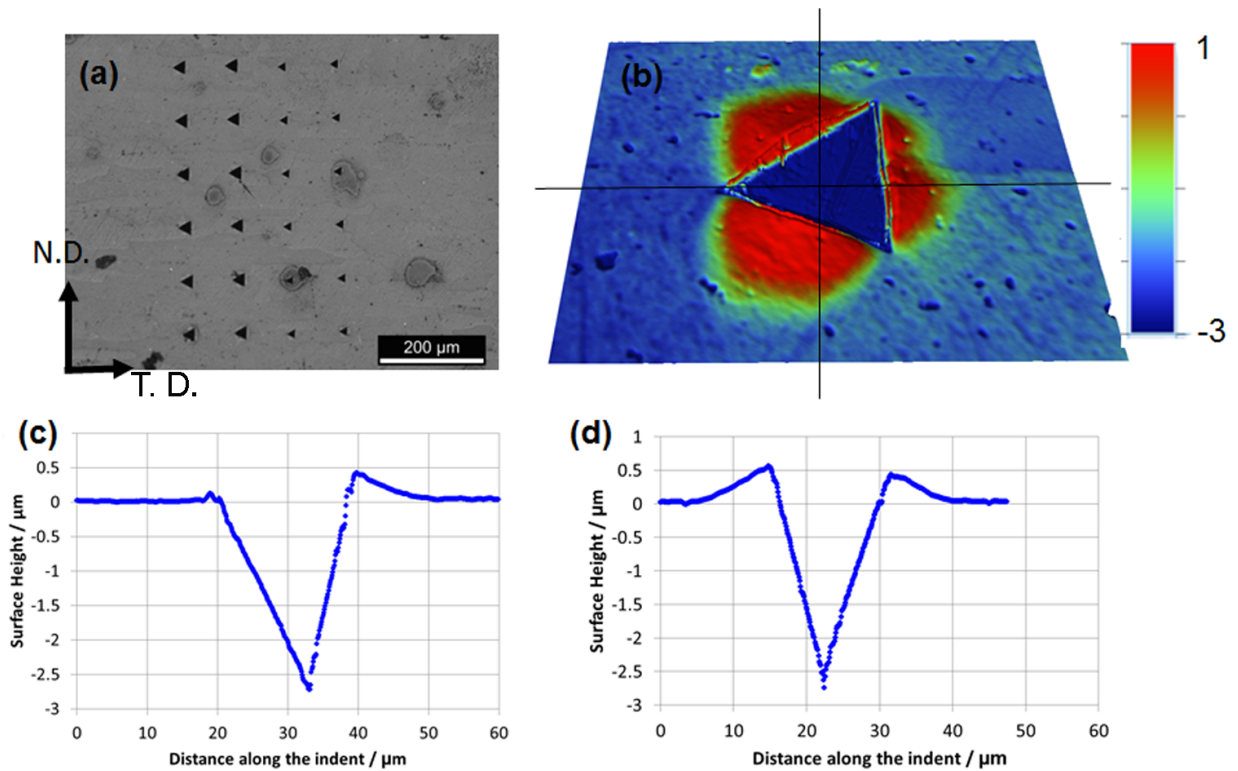 (a)
N.D.
T. D.
200 µm
(b)
1
-3
(c)
0.5
0
-0.5
-1
-1.5
-2
-2.5
-3
Surface Height / µm
0 10 20 30 40 50 60
Distance along the indent / µm
(d)
1
0.5
0
-0.5
-1
-1.5
-2
-2.5
-3
Surface Height / µm
0 10 20 30 40 50 60
Distance along the indent / µm